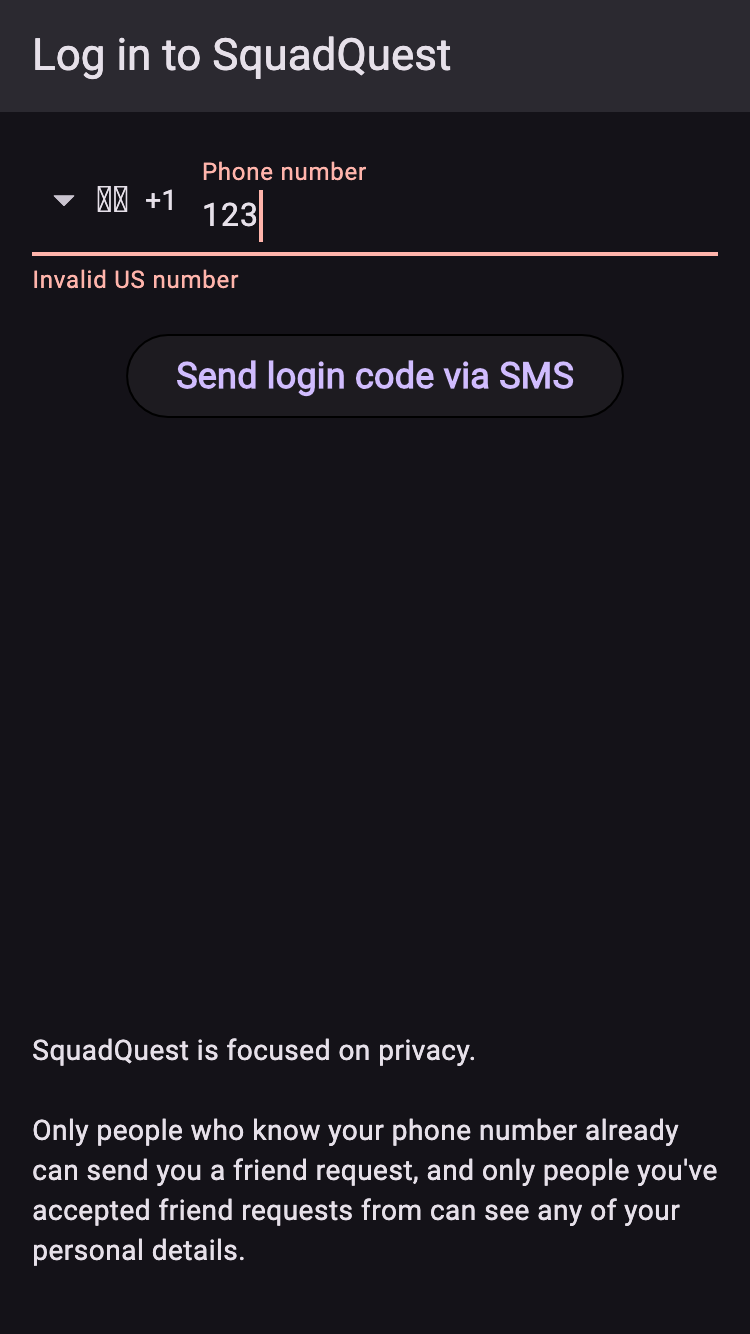 Log in to SquadQuest
Phone number
+1
123
Invalid US number
Send login code via SMS
SquadQuest is focused on privacy.
Only people who know your phone number already
can send you a friend request, and only people you've
accepted friend requests from can see any of your
personal details.